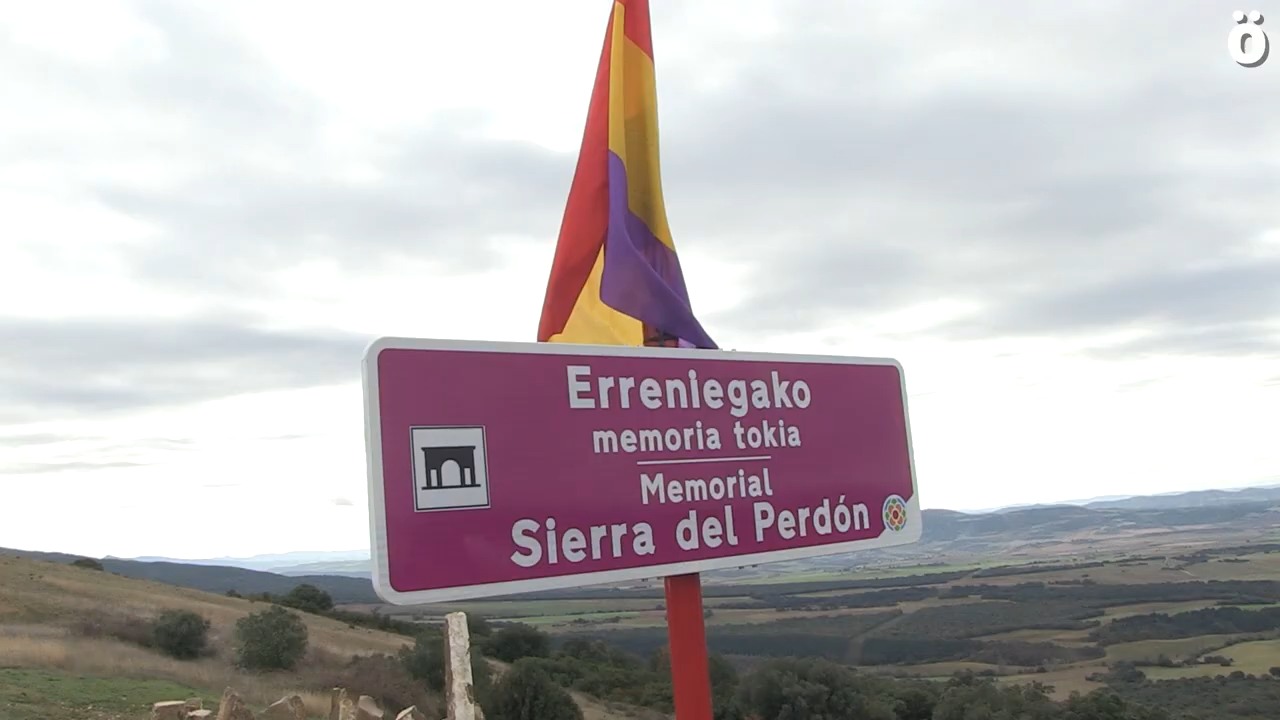 ö
Erreniegako
memoria tokia
Memorial
Sierra del Perdón